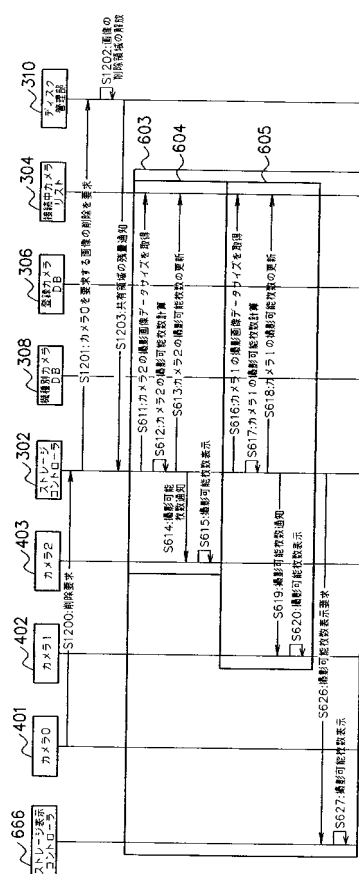 666
ストレージ表示
コントローラ
401
カメラ0
402
カメラ1
403
カメラ2
302
ストレージ
コントローラ
308
機種別カメラ
DB
306
登録カメラ
DB
304
接続中カメラ
リスト
310
ディスク
管理部
S1200:削除要求
S1201:カメラ0を要求する画像の削除を要求
S1202:画像の
削除領域の解放
S1203:共有領域の残量通知
603
S611:カメラ2の撮影画像データサイズを取得
604
S612:カメラ2の撮影可能枚数計算
S613:カメラ2の撮影可能枚数の更新
S614:撮影可能
枚数通知
S615:撮影可能枚数表示
605
S616:カメラ1の撮影画像データサイズを取得
S617:カメラ1の撮影可能枚数計算
S618:カメラ1の撮影可能枚数の更新
S619:撮影可能枚数通知
S620:撮影可能枚数表示
S626:撮影可能枚数表示要求
S627:撮影可能枚数表示